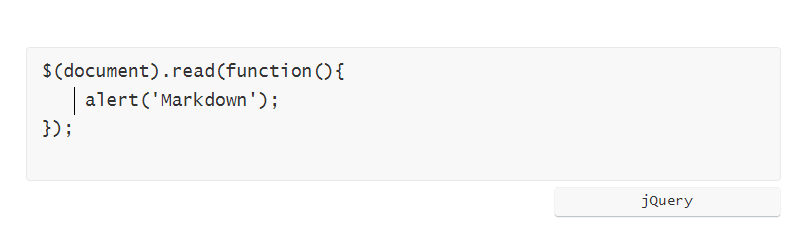 $(document).read(function(){
    alert('Markdown');
});
jQuery